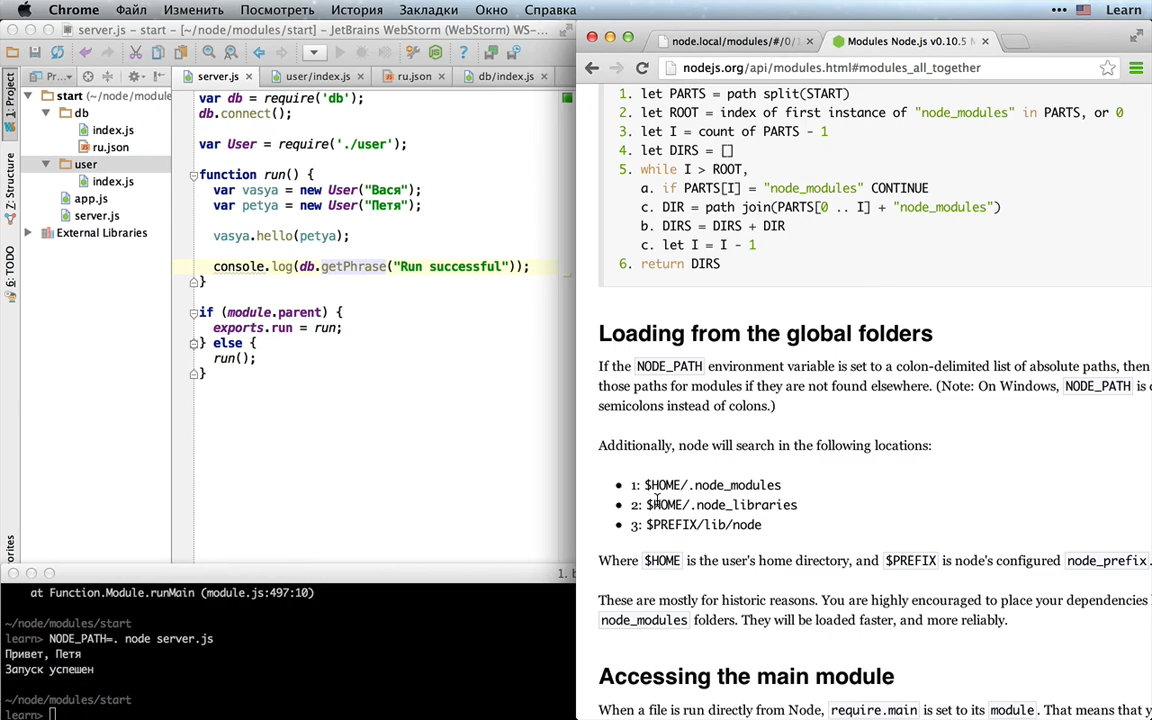 Chrome Файл Изменить Посмотреть История Закладки Окно Справка Learn
server.js – start – [~/node/modules/start] – JetBrains WebStorm (WS-...
node.local/modules/#/0/1
Modules Node.js v0.10.5 M
nodejs.org/api/modules.html#modules_all_together
1: Project
Z: Structure
6: TODO
Pr...
start (~/node/module
db
index.js
ru.json
user
index.js
app.js
server.js
External Libraries
server.js user/index.js ru.json db/index.js
var db = require('db');
db.connect();
var User = require('./user');
function run() {
var vasya = new User("Вася");
var petya = new User("Петя");
vasya.hello(petya);
console.log(db.getPhrase("Run successful"));
}
if (module.parent) {
exports.run = run;
} else {
run();
}
at Function.Module.runMain (module.js:497:10)
~/node/modules/start
learn> NODE_PATH=. node server.js
Привет, Петя
Запуск успешен
~/node/modules/start
learn>
1. let PARTS = path split(START)
2. let ROOT = index of first instance of "node_modules" in PARTS, or 0
3. let I = count of PARTS - 1
4. let DIRS = []
5. while I > ROOT,
a. if PARTS[I] = "node_modules" CONTINUE
c. DIR = path join(PARTS[0 .. I] + "node_modules")
b. DIRS = DIRS + DIR
c. let I = I - 1
6. return DIRS
Loading from the global folders
If the NODE_PATH environment variable is set to a colon-delimited list of absolute paths, then
those paths for modules if they are not found elsewhere. (Note: On Windows, NODE_PATH is
semicolons instead of colons.)
Additionally, node will search in the following locations:
• 1: $HOME/.node_modules
• 2: $HOME/.node_libraries
• 3: $PREFIX/lib/node
Where $HOME is the user's home directory, and $PREFIX is node's configured node_prefix.
These are mostly for historic reasons. You are highly encouraged to place your dependencies
node_modules folders. They will be loaded faster, and more reliably.
Accessing the main module
When a file is run directly from Node, require.main is set to its module. That means that